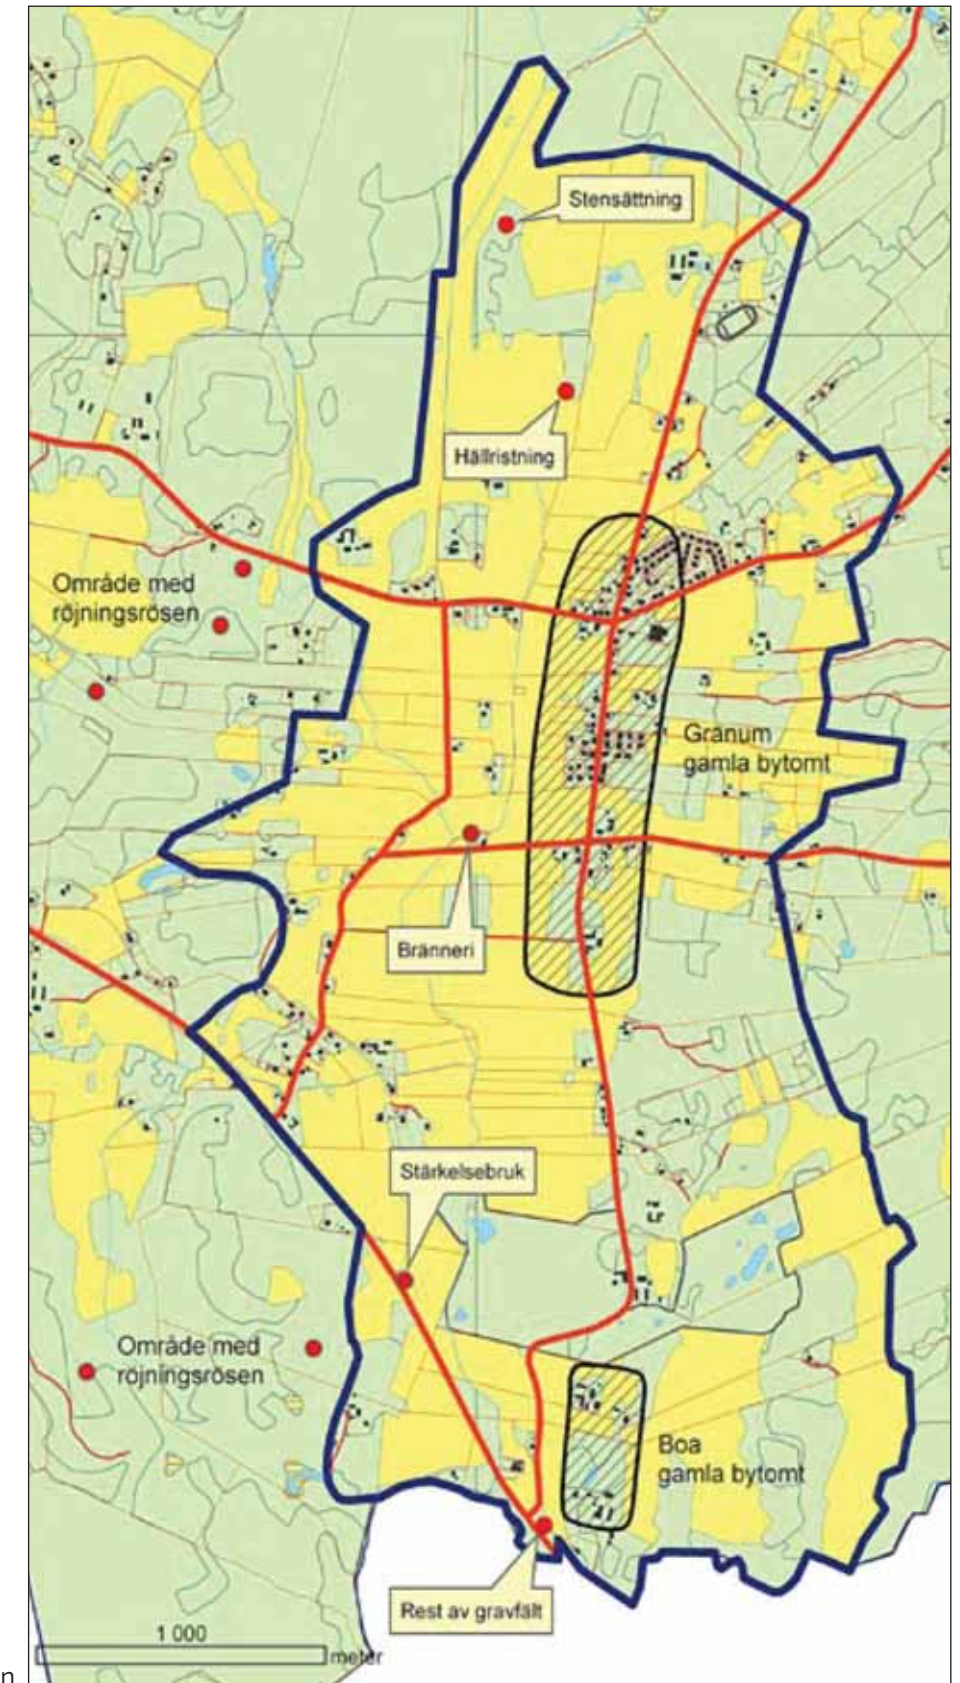 Stensättning
Hällristning
Område med
röjningsrösen
Gränum
gamla bytomt
Bränneri
Stärkelsebruk
Område med
röjningsrösen
Boa
gamla bytomt
Rest av gravfält
1 000
meter
n